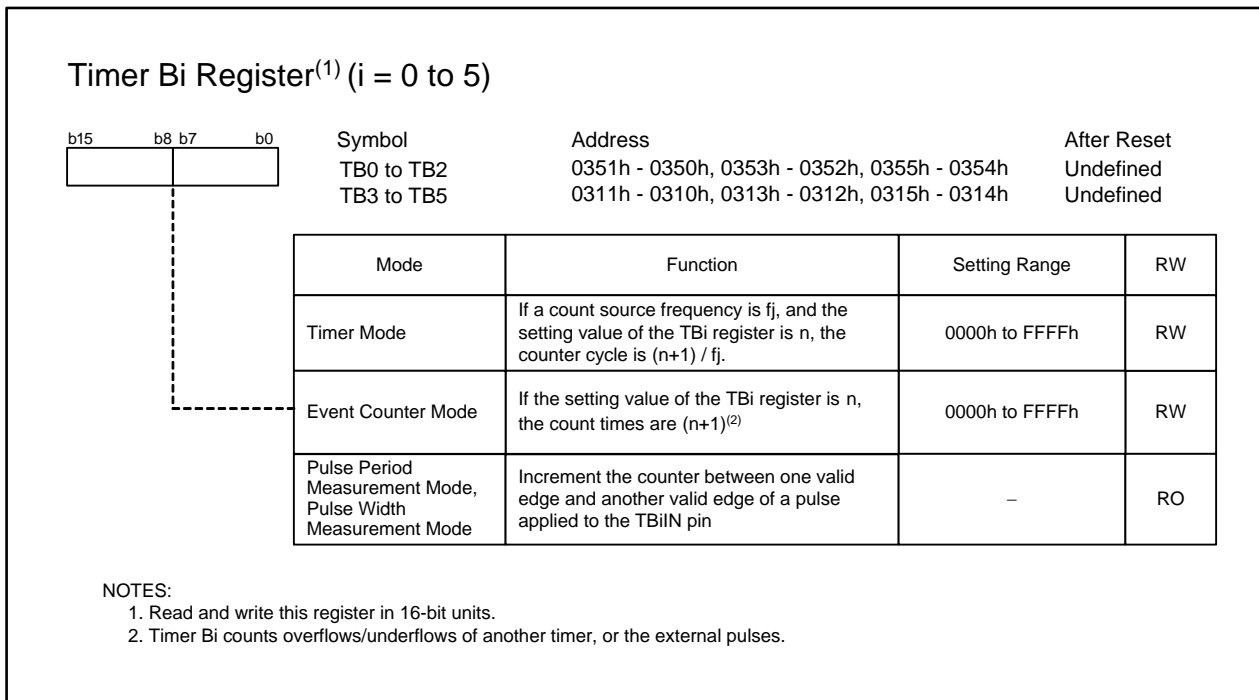 Timer Bi Register(1) (i = 0 to 5)
b15 b8 b7 b0
Symbol Address After Reset
TB0 to TB2 0351h - 0350h, 0353h - 0352h, 0355h - 0354h Undefined
TB3 to TB5 0311h - 0310h, 0313h - 0312h, 0315h - 0314h Undefined
Mode Function Setting Range RW
Timer Mode
If a count source frequency is fj, and the
setting value of the TBi register is n, the
counter cycle is (n+1) / fj.
0000h to FFFFh RW
Event Counter Mode
If the setting value of the TBi register is n,
the count times are (n+1)(2)
0000h to FFFFh RW
Pulse Period
Measurement Mode,
Pulse Width
Measurement Mode
Increment the counter between one valid
edge and another valid edge of a pulse
applied to the TBiIN pin
– RO
NOTES:
1. Read and write this register in 16-bit units.
2. Timer Bi counts overflows/underflows of another timer, or the external pulses.